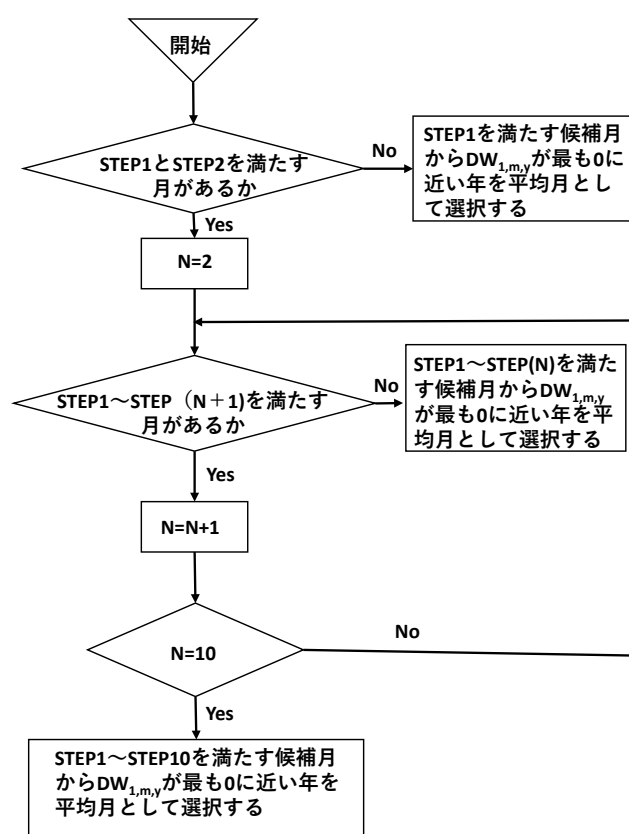 開始
STEP1とSTEP2を満たす
月があるか
No
STEP1を満たす候補月
からDW1,m,yが最も0に
近い年を平均月とし
て選択する
Yes
N=2
STEP1～STEP（N＋1)を満たす
月があるか
No
STEP1～STEP(N)を満た
す候補月からDW1,m,y
が最も0に近い年を平
均月として選択する
Yes
N=N+1
N=10
No
Yes
STEP1～STEP10を満たす候補月
からDW1,m,yが最も0に近い年を
平均月として選択する